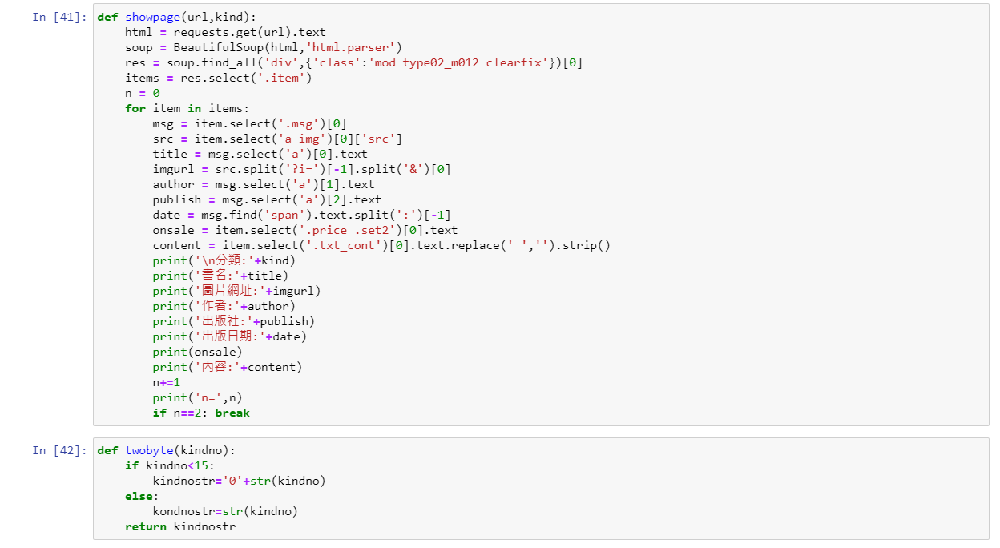 In [41]: def showpage(url,kind):
    html = requests.get(url).text
    soup = BeautifulSoup(html,'html.parser')
    res = soup.find_all('div',{'class':'mod type02_m012 clearfix'})[0]
    items = res.select('.item')
    n = 0
    for item in items:
        msg = item.select('.msg')[0]
        src = item.select('a img')[0]['src']
        title = msg.select('a')[0].text
        imgurl = src.split('?i=')[-1].split('&')[0]
        author = msg.select('a')[1].text
        publish = msg.select('a')[2].text
        date = msg.find('span').text.split(':')[-1]
        onsale = item.select('.price .set2')[0].text
        content = item.select('.txt_cont')[0].text.replace(' ','').strip()
        print('\n分類:'+kind)
        print('書名:'+title)
        print('圖片網址:'+imgurl)
        print('作者:'+author)
        print('出版社:'+publish)
        print('出版日期:'+date)
        print(onsale)
        print('內容:'+content)
        n+=1
        print('n=',n)
        if n==2: break
In [42]: def twobyte(kindno):
    if kindno<15:
        kindnostr='0'+str(kindno)
    else:
        kondnostr=str(kindno)
    return kindnostr